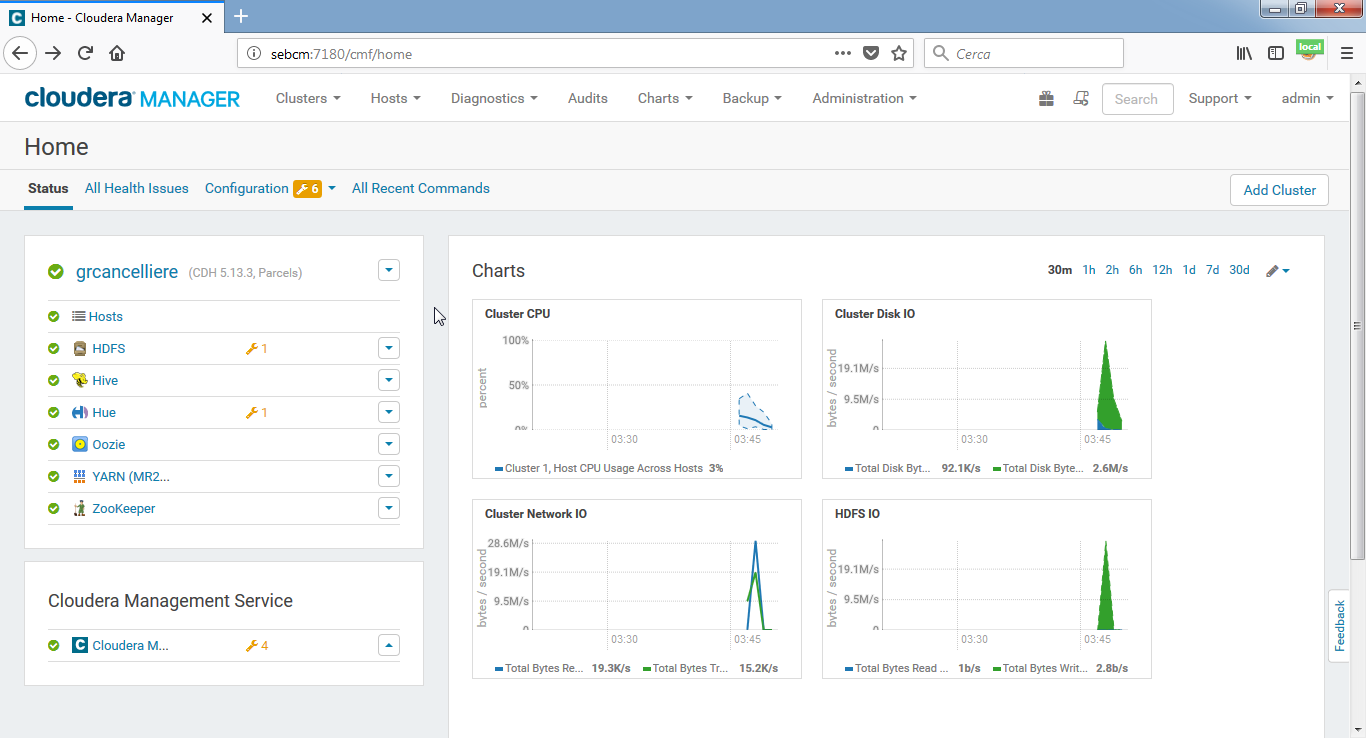 Home - Cloudera Manager
sebcm:7180/cmf/home
Cerca
local
cloudera MANAGER
Clusters
Hosts
Diagnostics
Audits
Charts
Backup
Administration
Search
Support
admin
Home
Status
All Health Issues
Configuration 6
All Recent Commands
Add Cluster
grcancelliere (CDH 5.13.3, Parcels)
Hosts
HDFS 1
Hive
Hue 1
Oozie
YARN (MR2...
ZooKeeper
Cloudera Management Service
Cloudera M... 4
Charts
30m 1h 2h 6h 12h 1d 7d 30d
Cluster CPU
percent
100%
50%
0%
03:30 03:45
Cluster 1, Host CPU Usage Across Hosts 3%
Cluster Disk IO
bytes / second
19.1M/s
9.5M/s
0
03:30 03:45
Total Disk Byt... 92.1K/s Total Disk Byte... 2.6M/s
Cluster Network IO
bytes / second
28.6M/s
19.1M/s
9.5M/s
0
03:30 03:45
Total Bytes Re... 19.3K/s Total Bytes Tr... 15.2K/s
HDFS IO
bytes / second
19.1M/s
9.5M/s
0
03:30 03:45
Total Bytes Read ... 1b/s Total Bytes Writ... 2.8b/s
Feedback